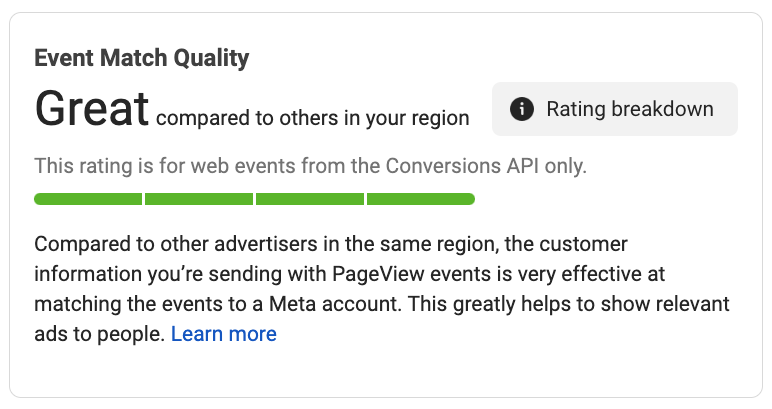 Event Match Quality
Great compared to others in your region
Rating breakdown
This rating is for web events from the Conversions API only.
Compared to other advertisers in the same region, the customer
information you’re sending with PageView events is very effective at
matching the events to a Meta account. This greatly helps to show relevant
ads to people. Learn more